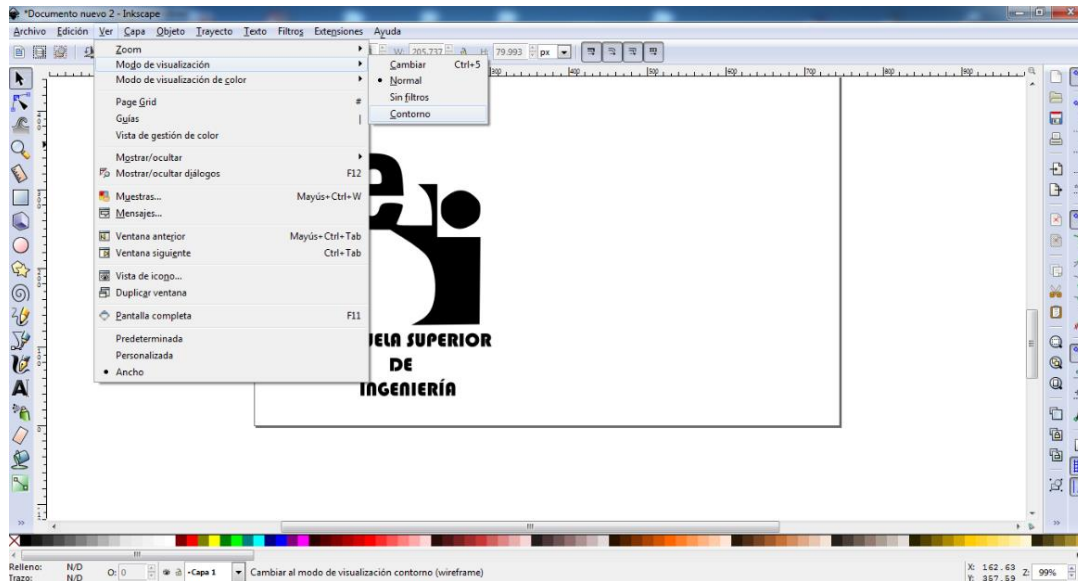 *Documento nuevo 2 - Inkscape
Archivo Edición Ver Capa Objeto Trayecto Texto Filtros Extensiones Ayuda
W: 205.737 H: 79.993 px
Zoom
Modo de visualización
Modo de visualización de color
Page Grid #
Guías |
Vista de gestión de color
Mostrar/ocultar
Mostrar/ocultar diálogos F12
Muestras... Mayús+Ctrl+W
Mensajes...
Ventana anterior Mayús+Ctrl+Tab
Ventana siguiente Ctrl+Tab
Vista de icono...
Duplicar ventana
Pantalla completa F11
Predeterminada
Personalizada
Ancho
Cambiar Ctrl+5
Normal
Sin filtros
Contorno
UELA SUPERIOR
DE
INGENIERÍA
Relleno: N/D
Trazo: N/D
O: 0
Capa 1
Cambiar al modo de visualización contorno (wireframe)
X: 162.63
Y: 357.59
Z: 99%